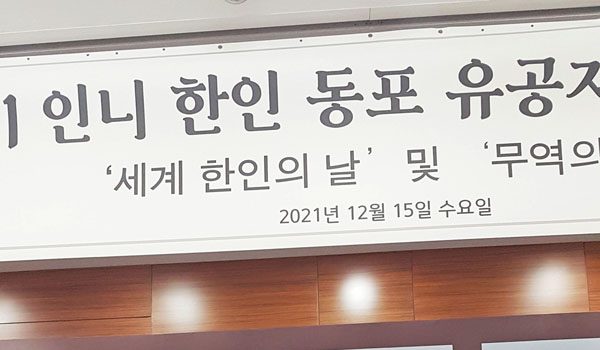 1 인니 한인 동포 유공자
‘세계 한인의 날’ 및 ‘무역의
2021년 12월 15일 수요일